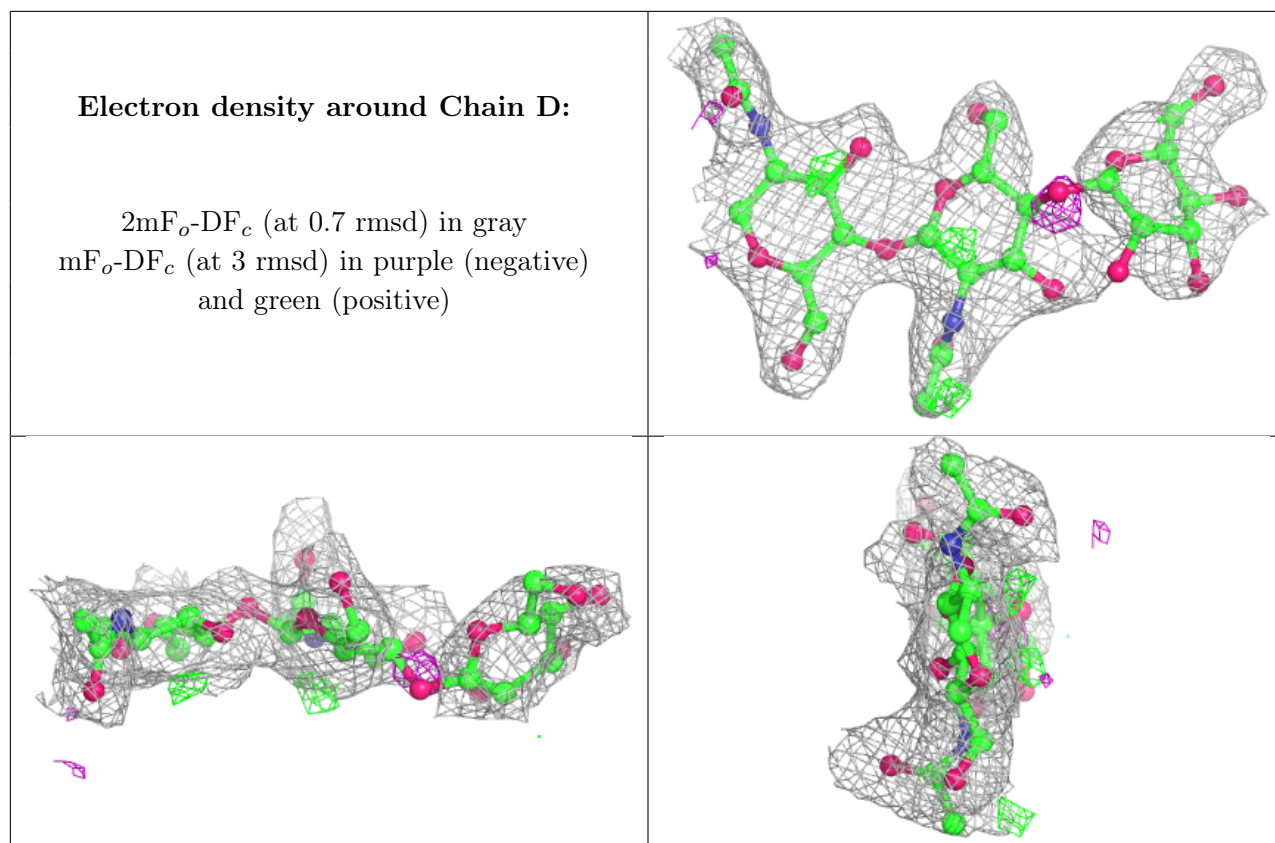 Electron density around Chain D:
2mFₒ-DF𝒸 (at 0.7 rmsd) in gray
mFₒ-DF𝒸 (at 3 rmsd) in purple (negative)
and green (positive)